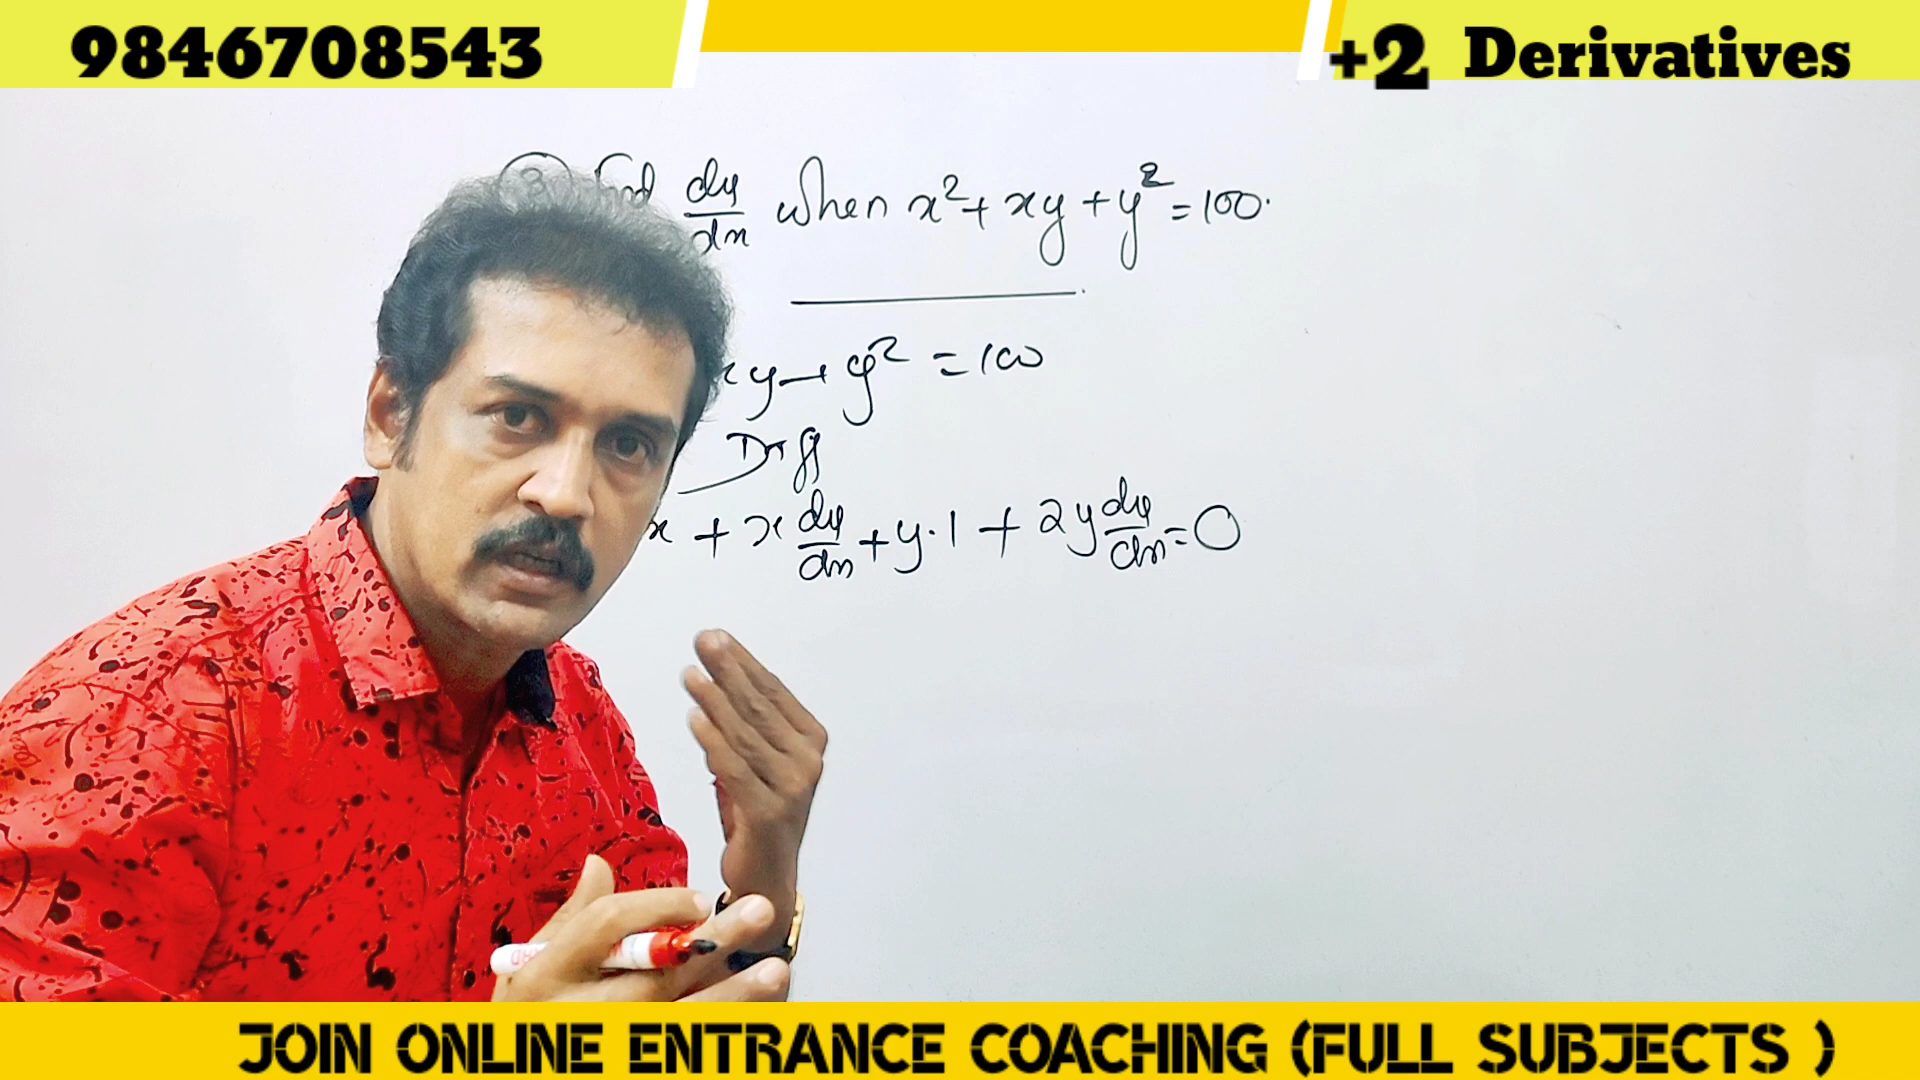 9846708543
+2 Derivatives
③ Find dy/dx when x²+xy+y²=100.
xy+y²=100
Diff
x + x dy/dx + y·1 + 2y dy/dx = 0
JOIN ONLINE ENTRANCE COACHING (FULL SUBJECTS )